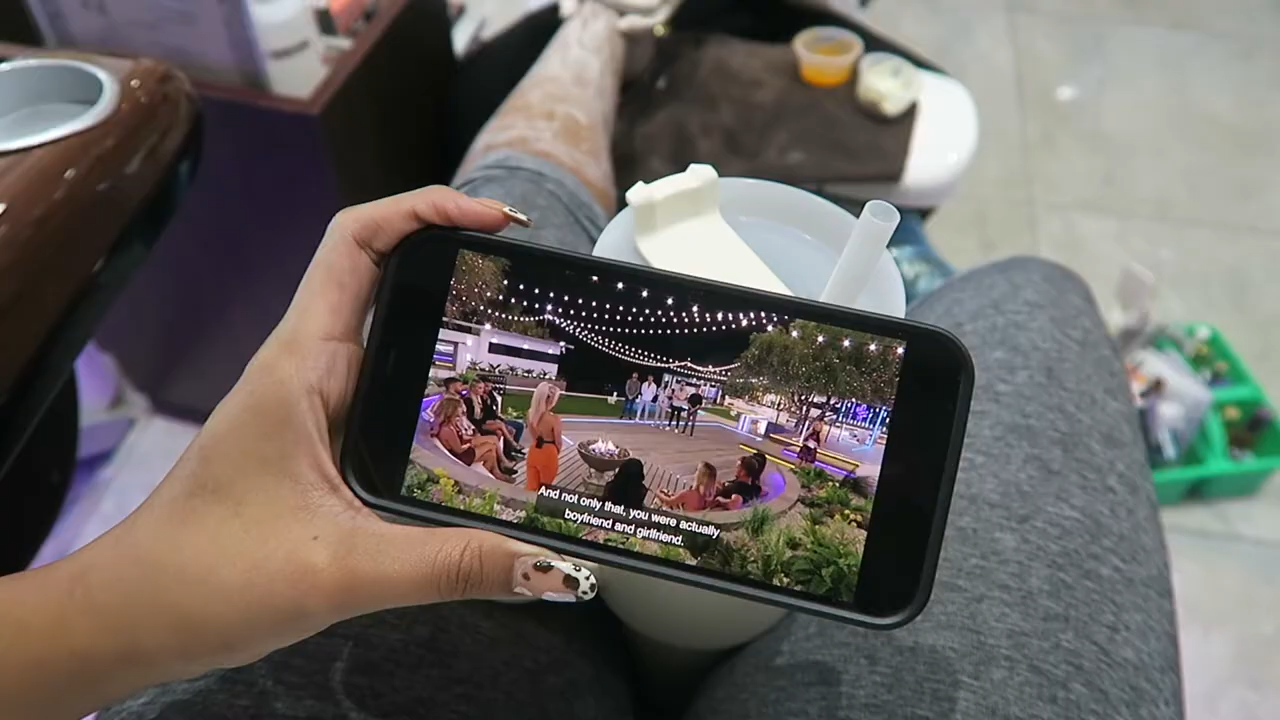 And not only that, you were actually
boyfriend and girlfriend.